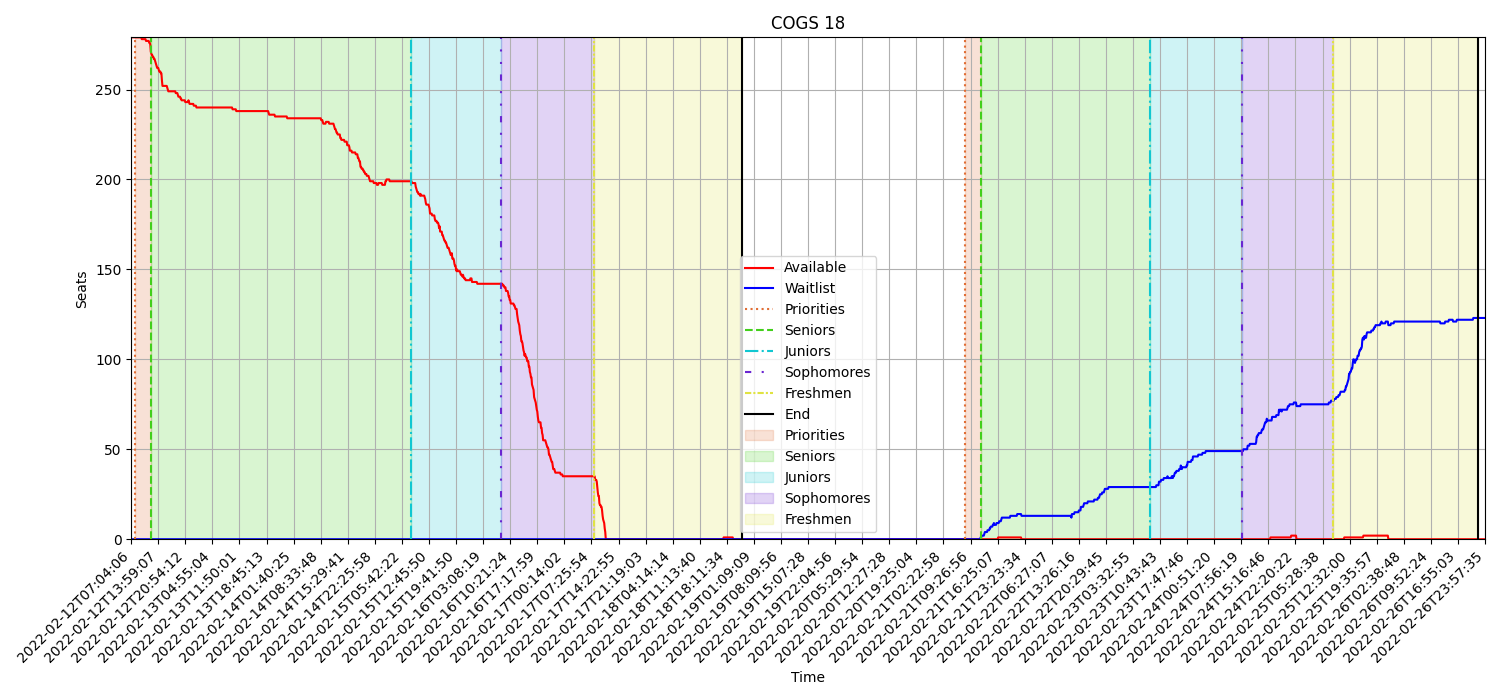 COGS 18
Seats
250
200
150
100
50
0
Available
Waitlist
Priorities
Seniors
Juniors
Sophomores
Freshmen
End
Priorities
Seniors
Juniors
Sophomores
Freshmen
2022-02-12T07:04:06
2022-02-12T13:59:07
2022-02-12T20:54:12
2022-02-13T04:55:04
2022-02-13T11:50:01
2022-02-13T18:45:13
2022-02-14T01:40:25
2022-02-14T08:33:48
2022-02-14T15:29:41
2022-02-14T22:25:58
2022-02-15T05:42:22
2022-02-15T12:45:50
2022-02-15T19:41:50
2022-02-16T03:08:19
2022-02-16T10:21:24
2022-02-16T17:17:59
2022-02-17T00:14:02
2022-02-17T07:25:54
2022-02-17T14:22:55
2022-02-17T21:19:03
2022-02-18T04:14:14
2022-02-18T11:13:40
2022-02-18T18:11:34
2022-02-19T01:09:09
2022-02-19T08:09:56
2022-02-19T15:07:28
2022-02-19T22:04:56
2022-02-20T05:29:54
2022-02-20T12:27:28
2022-02-20T19:25:04
2022-02-21T02:22:58
2022-02-21T09:26:56
2022-02-21T16:25:07
2022-02-21T23:23:34
2022-02-22T06:27:07
2022-02-22T13:26:16
2022-02-22T20:29:45
2022-02-23T03:32:55
2022-02-23T10:43:43
2022-02-23T17:47:46
2022-02-24T00:51:20
2022-02-24T07:56:19
2022-02-24T15:16:46
2022-02-24T22:20:22
2022-02-25T05:28:38
2022-02-25T12:32:00
2022-02-25T19:35:57
2022-02-26T02:38:48
2022-02-26T09:52:24
2022-02-26T16:55:03
2022-02-26T23:57:35
Time